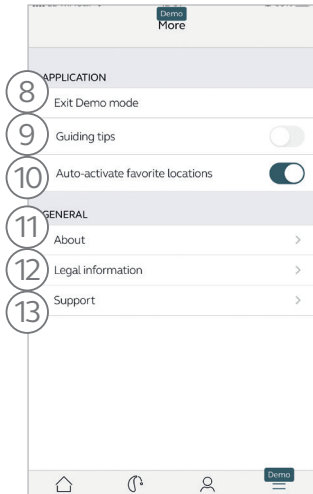 Demo
More
APPLICATION
8 Exit Demo mode
9 Guiding tips
10 Auto-activate favorite locations
GENERAL
11 About
12 Legal information
13 Support
Demo